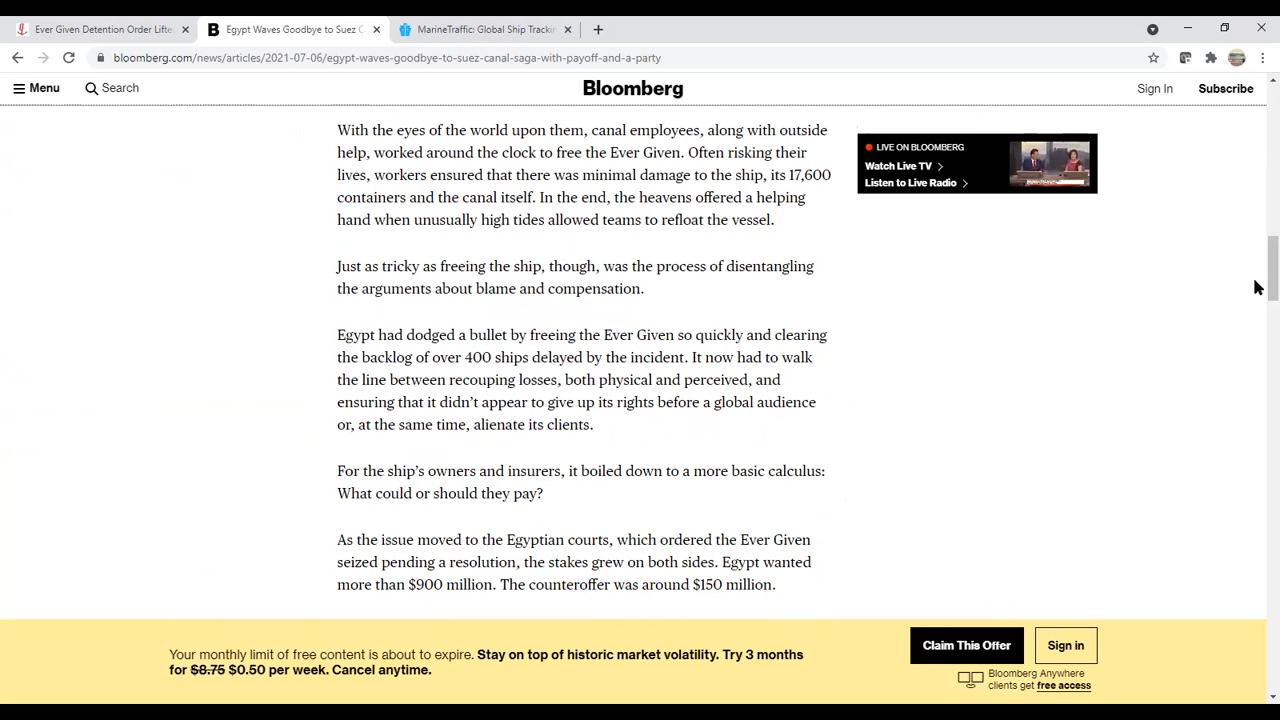 Ever Given Detention Order Lifte
Egypt Waves Goodbye to Suez C
MarineTraffic: Global Ship Trackin
bloomberg.com/news/articles/2021-07-06/egypt-waves-goodbye-to-suez-canal-saga-with-payoff-and-a-party
Menu
Search
Bloomberg
Sign In
Subscribe
With the eyes of the world upon them, canal employees, along with outside
help, worked around the clock to free the Ever Given. Often risking their
lives, workers ensured that there was minimal damage to the ship, its 17,600
containers and the canal itself. In the end, the heavens offered a helping
hand when unusually high tides allowed teams to refloat the vessel.
Just as tricky as freeing the ship, though, was the process of disentangling
the arguments about blame and compensation.
Egypt had dodged a bullet by freeing the Ever Given so quickly and clearing
the backlog of over 400 ships delayed by the incident. It now had to walk
the line between recouping losses, both physical and perceived, and
ensuring that it didn’t appear to give up its rights before a global audience
or, at the same time, alienate its clients.
For the ship’s owners and insurers, it boiled down to a more basic calculus:
What could or should they pay?
As the issue moved to the Egyptian courts, which ordered the Ever Given
seized pending a resolution, the stakes grew on both sides. Egypt wanted
more than $900 million. The counteroffer was around $150 million.
LIVE ON BLOOMBERG
Watch Live TV
Listen to Live Radio
Your monthly limit of free content is about to expire. Stay on top of historic market volatility. Try 3 months
for $8.75 $0.50 per week. Cancel anytime.
Claim This Offer
Sign in
Bloomberg Anywhere
clients get free access